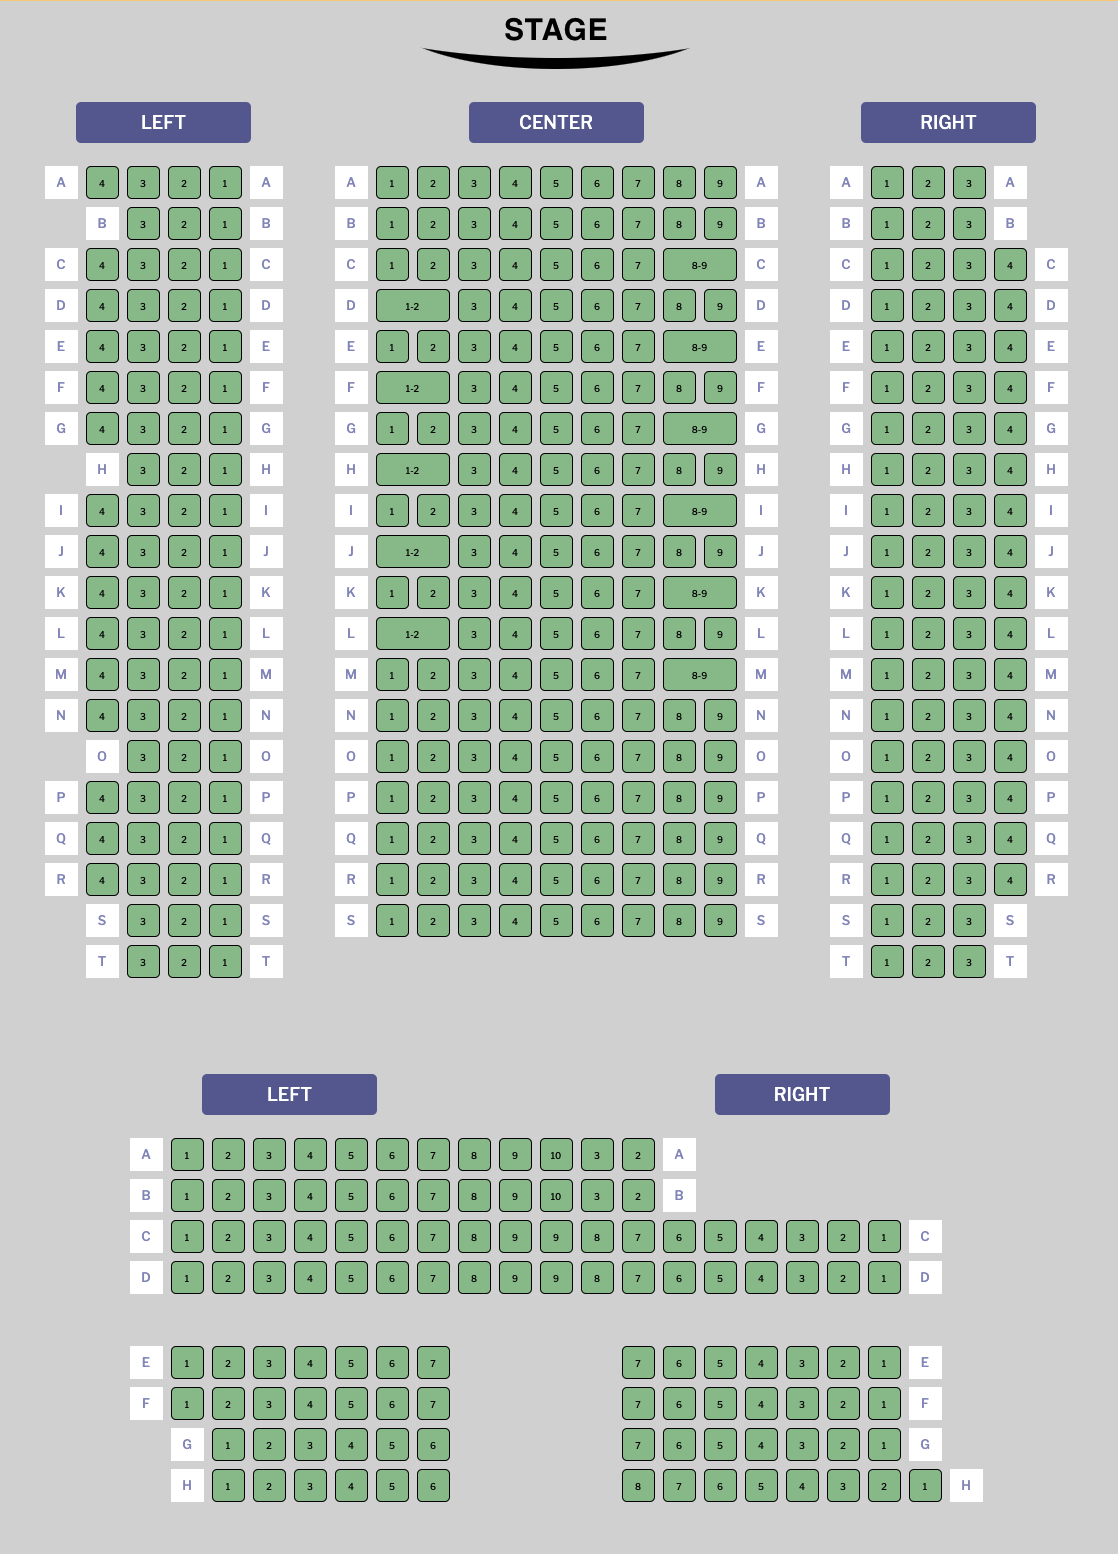 STAGE
LEFT CENTER RIGHT
A 4 3 2 1 A A 1 2 3 4 5 6 7 8 9 A A 1 2 3 A
B 3 2 1 B B 1 2 3 4 5 6 7 8 9 B B 1 2 3 B
C 4 3 2 1 C C 1 2 3 4 5 6 7 8-9 C C 1 2 3 4 C
D 4 3 2 1 D D 1-2 3 4 5 6 7 8 9 D D 1 2 3 4 D
E 4 3 2 1 E E 1 2 3 4 5 6 7 8-9 E E 1 2 3 4 E
F 4 3 2 1 F F 1-2 3 4 5 6 7 8 9 F F 1 2 3 4 F
G 4 3 2 1 G G 1 2 3 4 5 6 7 8-9 G G 1 2 3 4 G
H 3 2 1 H H 1-2 3 4 5 6 7 8 9 H H 1 2 3 4 H
I 4 3 2 1 I I 1 2 3 4 5 6 7 8-9 I I 1 2 3 4 I
J 4 3 2 1 J J 1-2 3 4 5 6 7 8 9 J J 1 2 3 4 J
K 4 3 2 1 K K 1 2 3 4 5 6 7 8-9 K K 1 2 3 4 K
L 4 3 2 1 L L 1-2 3 4 5 6 7 8 9 L L 1 2 3 4 L
M 4 3 2 1 M M 1 2 3 4 5 6 7 8-9 M M 1 2 3 4 M
N 4 3 2 1 N N 1 2 3 4 5 6 7 8 9 N N 1 2 3 4 N
O 3 2 1 O O 1 2 3 4 5 6 7 8 9 O O 1 2 3 4 O
P 4 3 2 1 P P 1 2 3 4 5 6 7 8 9 P P 1 2 3 4 P
Q 4 3 2 1 Q Q 1 2 3 4 5 6 7 8 9 Q Q 1 2 3 4 Q
R 4 3 2 1 R R 1 2 3 4 5 6 7 8 9 R R 1 2 3 4 R
S 3 2 1 S S 1 2 3 4 5 6 7 8 9 S S 1 2 3 S
T 3 2 1 T T 1 2 3 T
LEFT RIGHT
A 1 2 3 4 5 6 7 8 9 10 3 2 A
B 1 2 3 4 5 6 7 8 9 10 3 2 B
C 1 2 3 4 5 6 7 8 9 9 8 7 6 5 4 3 2 1 C
D 1 2 3 4 5 6 7 8 9 9 8 7 6 5 4 3 2 1 D
E 1 2 3 4 5 6 7 7 6 5 4 3 2 1 E
F 1 2 3 4 5 6 7 7 6 5 4 3 2 1 F
G 1 2 3 4 5 6 7 6 5 4 3 2 1 G
H 1 2 3 4 5 6 8 7 6 5 4 3 2 1 H